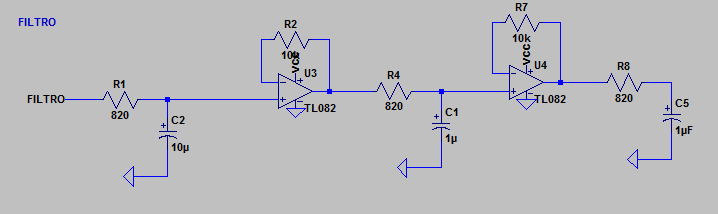 FILTRO
R7
R2
10k
vcc
10k
vcc
U4
U3
R8
R1
R4
FILTRO
TL082
TL082
820
C5
820
C2
820
C1
1µF
10µ
1µ